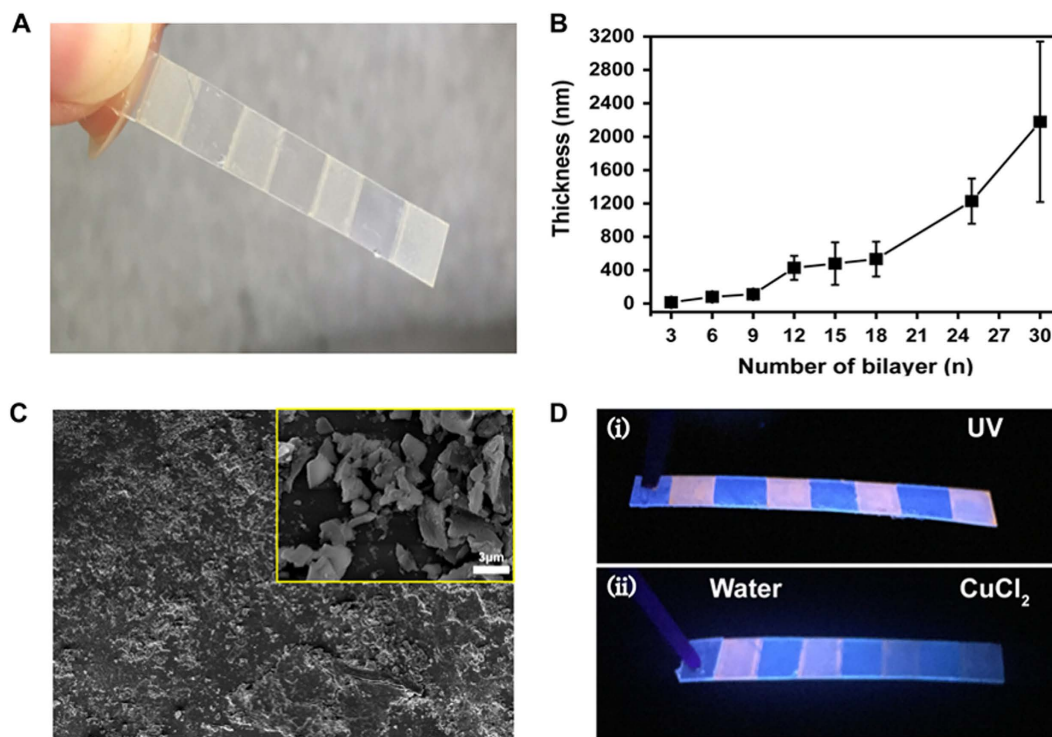 A
B
3200
2800
2400
2000
1600
1200
800
400
0
Thickness (nm)
3 6 9 12 15 18 21 24 27 30
Number of bilayer (n)
C
3μm
D
(i)
UV
(ii)
Water
CuCl₂